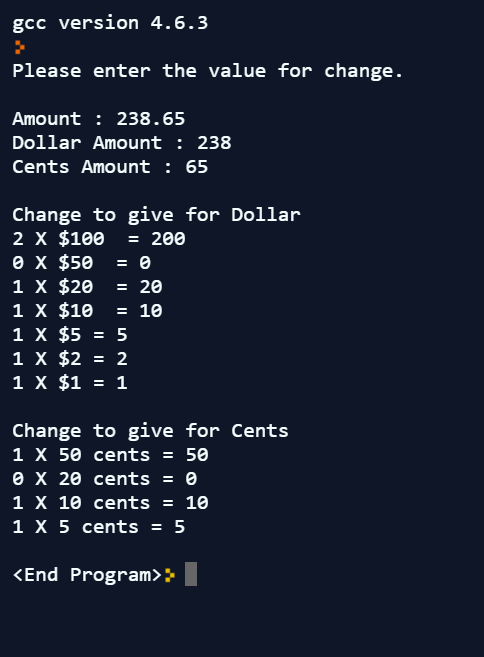 gcc version 4.6.3
Please enter the value for change.
Amount : 238.65
Dollar Amount : 238
Cents Amount : 65
Change to give for Dollar
2 X $100  = 200
0 X $50  = 0
1 X $20  = 20
1 X $10  = 10
1 X $5 = 5
1 X $2 = 2
1 X $1 = 1
Change to give for Cents
1 X 50 cents = 50
0 X 20 cents = 0
1 X 10 cents = 10
1 X 5 cents = 5
<End Program>